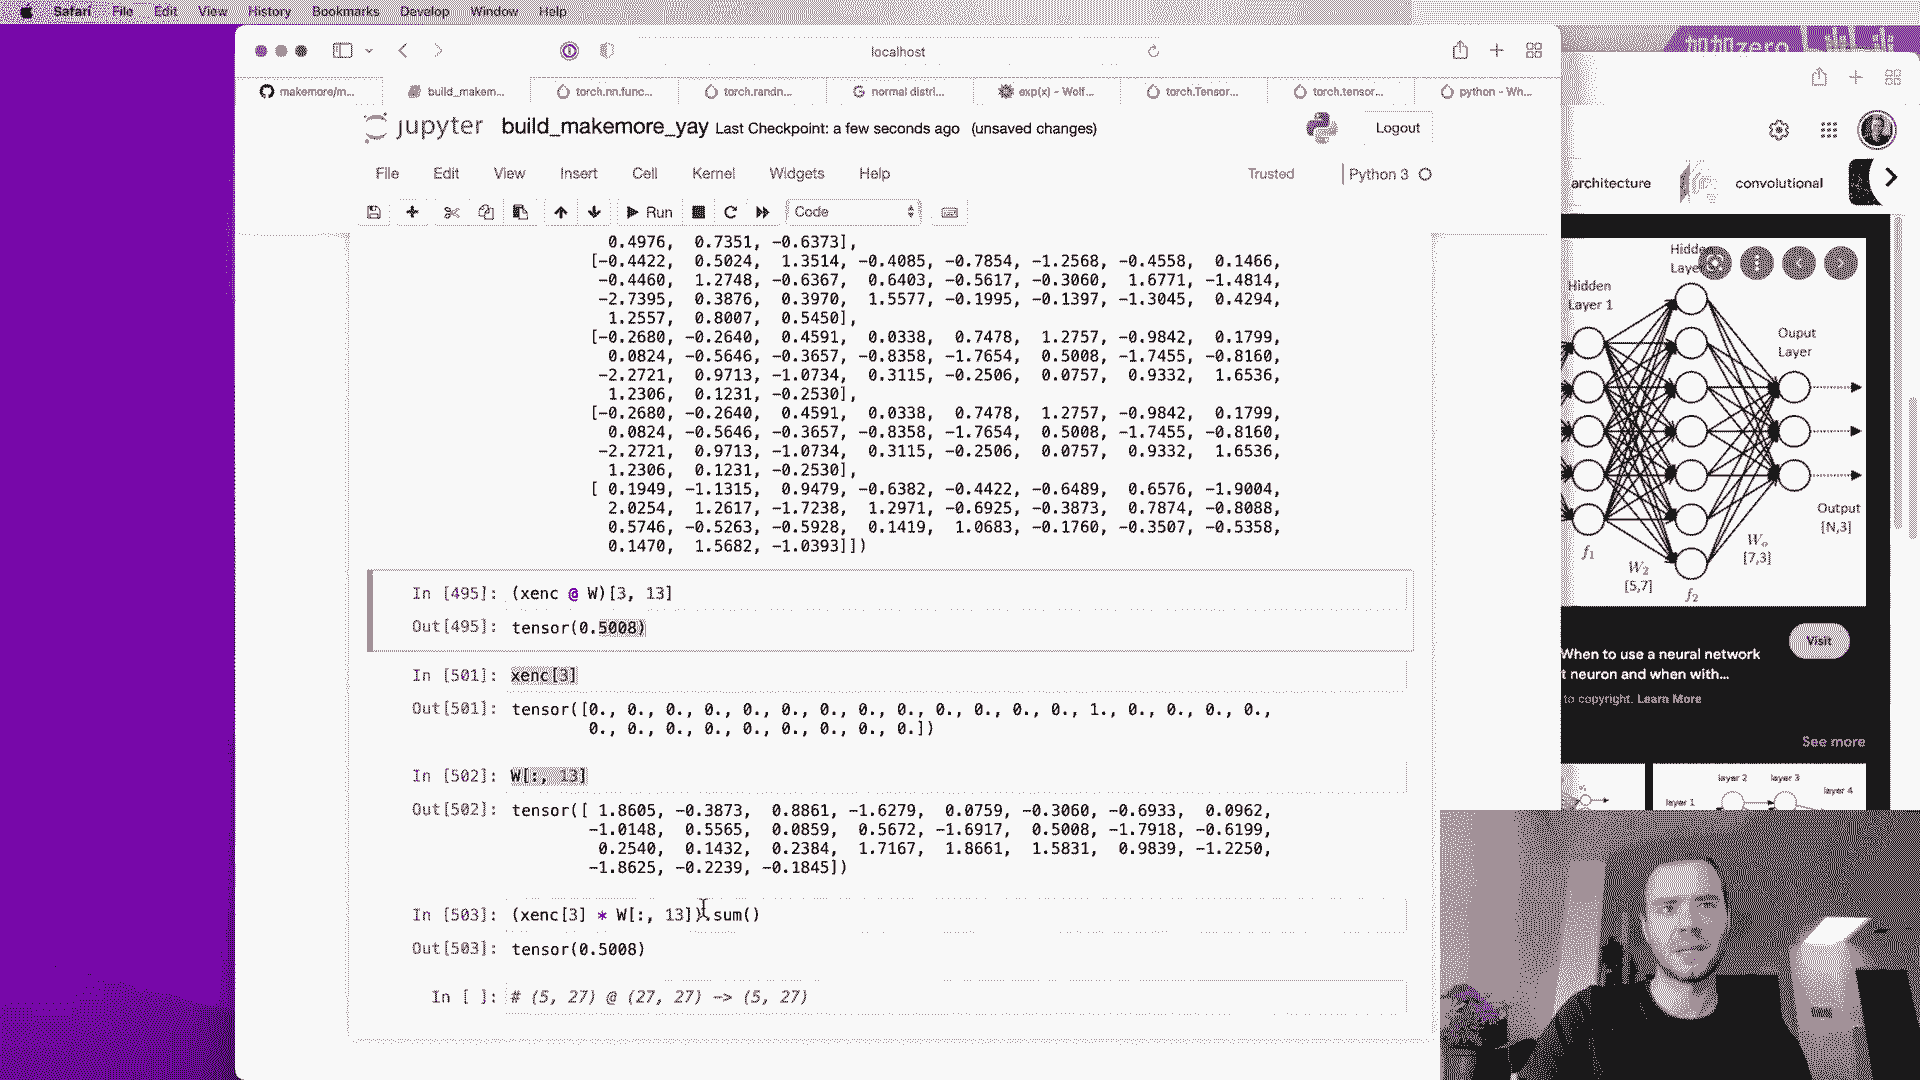 Safari File Edit View History Bookmarks Develop Window Help
localhost
makemore/m... build_makem... torch.nn.func... torch.randn... normal distri... exp(x) - Wolf... torch.Tensor... torch.tensor... python - Wh...
jupyter build_makemore_yay Last Checkpoint: a few seconds ago (unsaved changes)
Logout
File Edit View Insert Cell Kernel Widgets Help
Trusted Python 3
Run Code
0.4976, 0.7351, -0.6373],
[-0.4422, 0.5024, 1.3514, -0.4085, -0.7854, -1.2568, -0.4558, 0.1466,
-0.4460, 1.2748, -0.6367, 0.6403, -0.5617, -0.3060, 1.6771, -1.4814,
-2.7395, 0.3876, 0.3970, 1.5577, -0.1995, -0.1397, -1.3045, 0.4294,
1.2557, 0.8007, 0.5450],
[-0.2680, -0.2640, 0.4591, 0.0338, 0.7478, 1.2757, -0.9842, 0.1799,
0.0824, -0.5646, -0.3657, -0.8358, -1.7654, 0.5008, -1.7455, -0.8160,
-2.2721, 0.9713, -1.0734, 0.3115, -0.2506, 0.0757, 0.9332, 1.6536,
1.2306, 0.1231, -0.2530],
[-0.2680, -0.2640, 0.4591, 0.0338, 0.7478, 1.2757, -0.9842, 0.1799,
0.0824, -0.5646, -0.3657, -0.8358, -1.7654, 0.5008, -1.7455, -0.8160,
-2.2721, 0.9713, -1.0734, 0.3115, -0.2506, 0.0757, 0.9332, 1.6536,
1.2306, 0.1231, -0.2530],
[ 0.1949, -1.1315, 0.9479, -0.6382, -0.4422, -0.6489, 0.6576, -1.9004,
2.0254, 1.2617, -1.7238, 1.2971, -0.6925, -0.3873, 0.7874, -0.8088,
0.5746, -0.5263, -0.5928, 0.1419, 1.0683, -0.1760, -0.3507, -0.5358,
0.1470, 1.5682, -1.0393]])
In [495]: (xenc @ W)[3, 13]
Out[495]: tensor(0.5008)
In [501]: xenc[3]
Out[501]: tensor([0., 0., 0., 0., 0., 0., 0., 0., 0., 0., 0., 0., 0., 1., 0., 0., 0., 0.,
0., 0., 0., 0., 0., 0., 0., 0., 0.])
In [502]: W[:, 13]
Out[502]: tensor([ 1.8605, -0.3873, 0.8861, -1.6279, 0.0759, -0.3060, -0.6933, 0.0962,
-1.0148, 0.5565, 0.0859, 0.5672, -1.6917, 0.5008, -1.7918, -0.6199,
0.2540, 0.1432, 0.2384, 1.7167, 1.8661, 1.5831, 0.9839, -1.2250,
-1.8625, -0.2239, -0.1845])
In [503]: (xenc[3] * W[:, 13]).sum()
Out[503]: tensor(0.5008)
In [ ]: # (5, 27) @ (27, 27) -> (5, 27)
zero
architecture convolutional
Hidden
Layer 1
Ouput
Layer
Output
[N,3]
f1
W2
[5,7]
f2
Wo
[7,3]
Visit
When to use a neural network
t neuron and when with...
to copyright. Learn More
See more
layer 1
layer 2 layer 3
layer 4